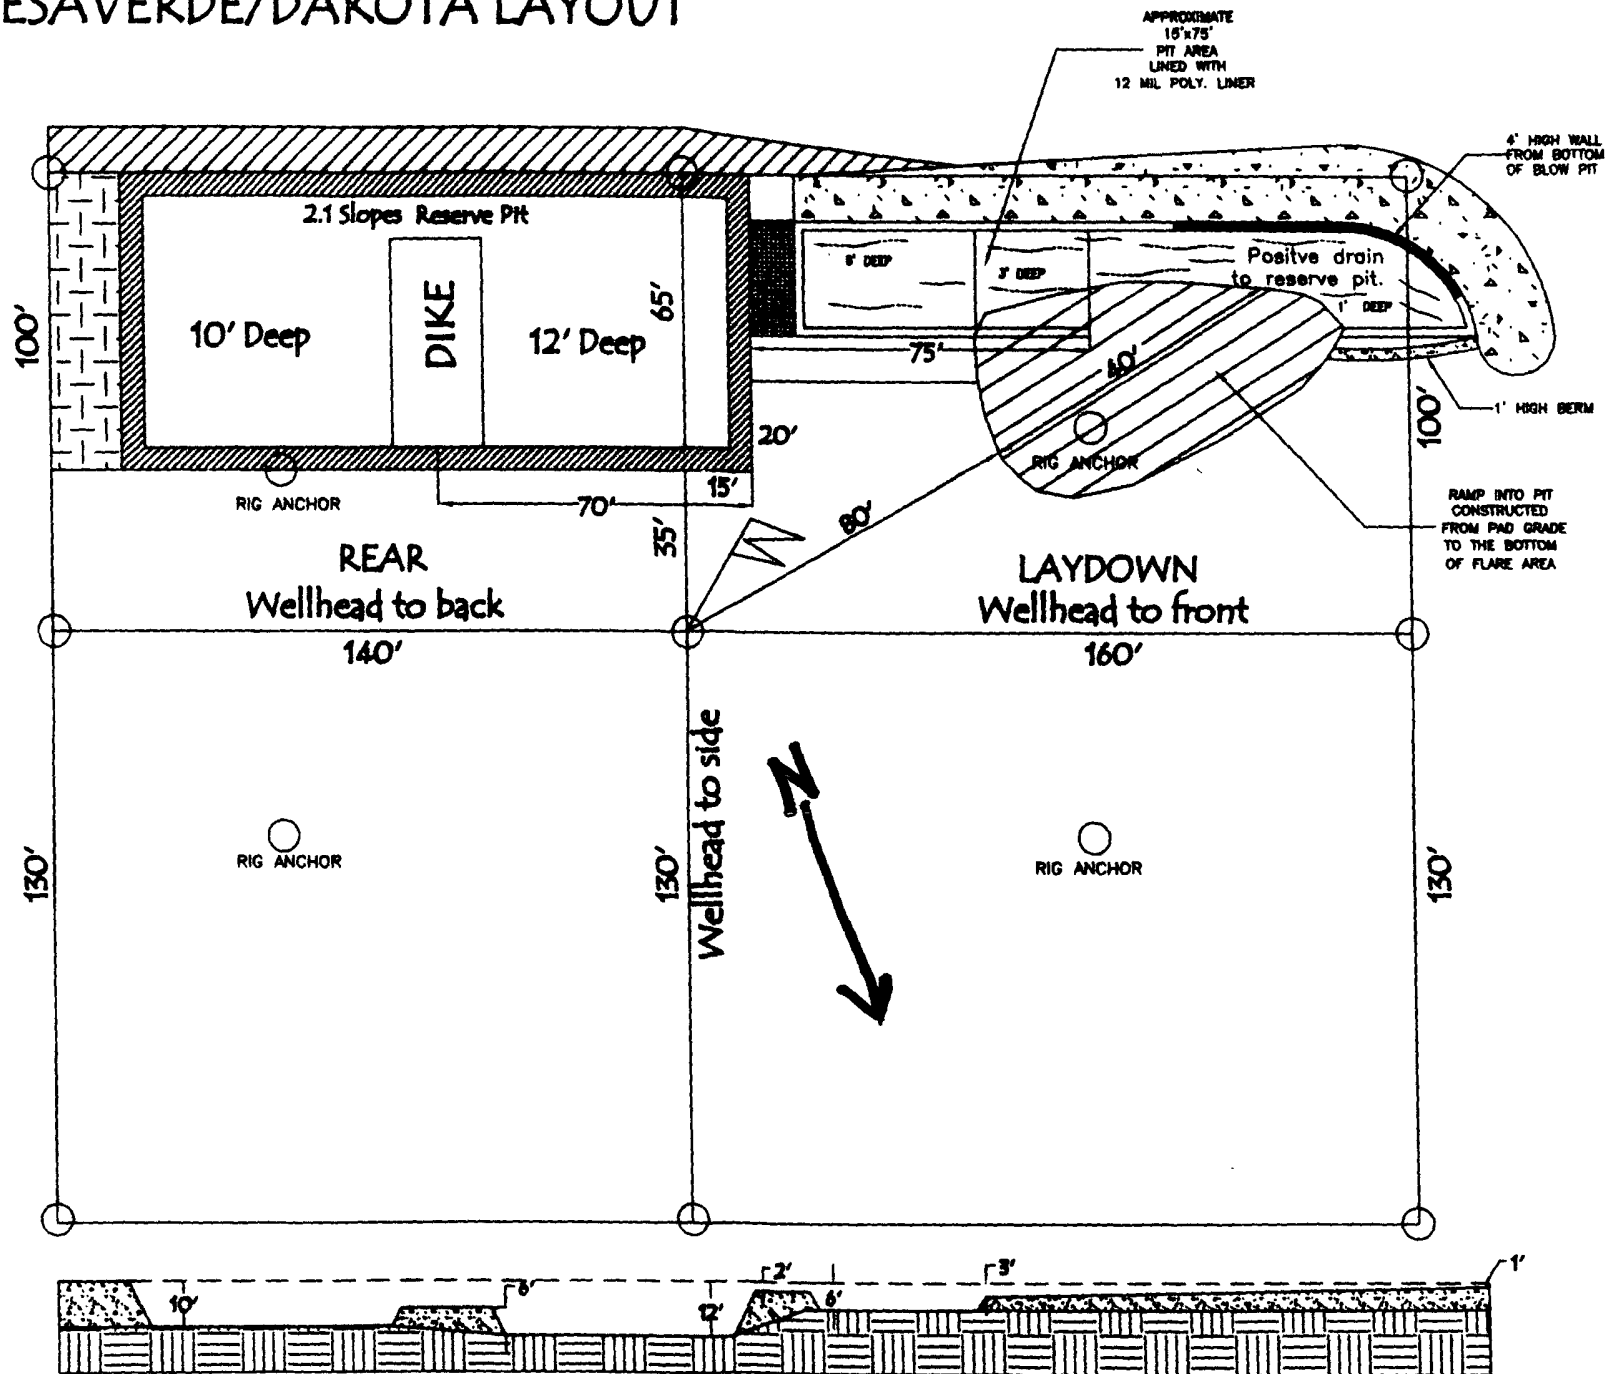 ESAVERDE/DAKOTA LAYOUT
APPROXIMATE
15'x75'
PIT AREA
LINED WITH
12 MIL POLY. LINER
4' HIGH WALL
FROM BOTTOM
OF BLOW PIT
2.1 Slopes Reserve Pit
10' Deep
DIKE
12' Deep
65'
100'
DEEP
3' DEEP
Positve drain
to reserve pit.
1' DEEP
75'
40'
100'
1' HIGH BERM
20'
RIG ANCHOR
RIG ANCHOR
15'
70'
35'
80'
N
RAMP INTO PIT
CONSTRUCTED
FROM PAD GRADE
TO THE BOTTOM
OF FLARE AREA
REAR
Wellhead to back
LAYDOWN
Wellhead to front
140'
160'
Wellhead to side
N
RIG ANCHOR
RIG ANCHOR
130'
130'
130'
10'
6'
12'
2'
6'
3'
1'